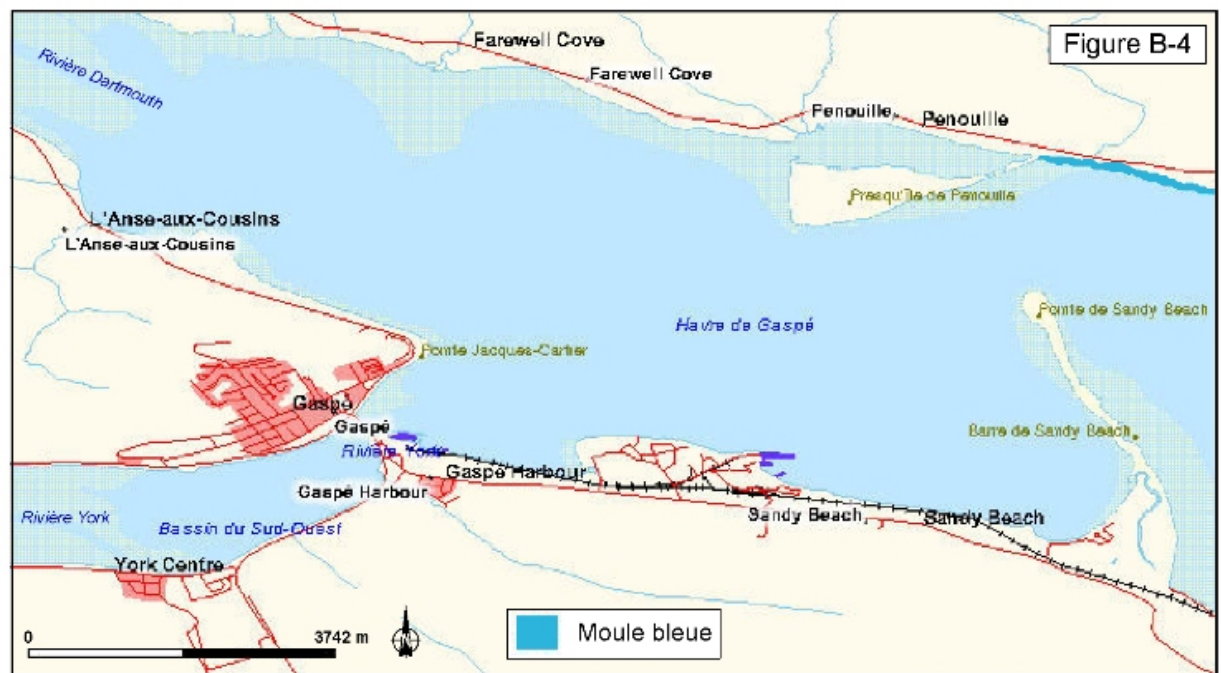 Farewell Cove
Figure B-4
Rivière Dartmouth
Farewell Cove
Penouille
Penouille
Presqu'île de Penouille
L'Anse-aux-Cousins
L'Anse-aux-Cousins
Pointe de Sandy Beach
Havre de Gaspé
Pointe Jacques-Cartier
Gaspé
Gaspé
Barre de Sandy Beach
Rivière York
Gaspé Harbour
Gaspé Harbour
Rivière York
Bassin du Sud-Ouest
Sandy Beach
Sandy Beach
York Centre
0 3742 m
N
Moule bleue